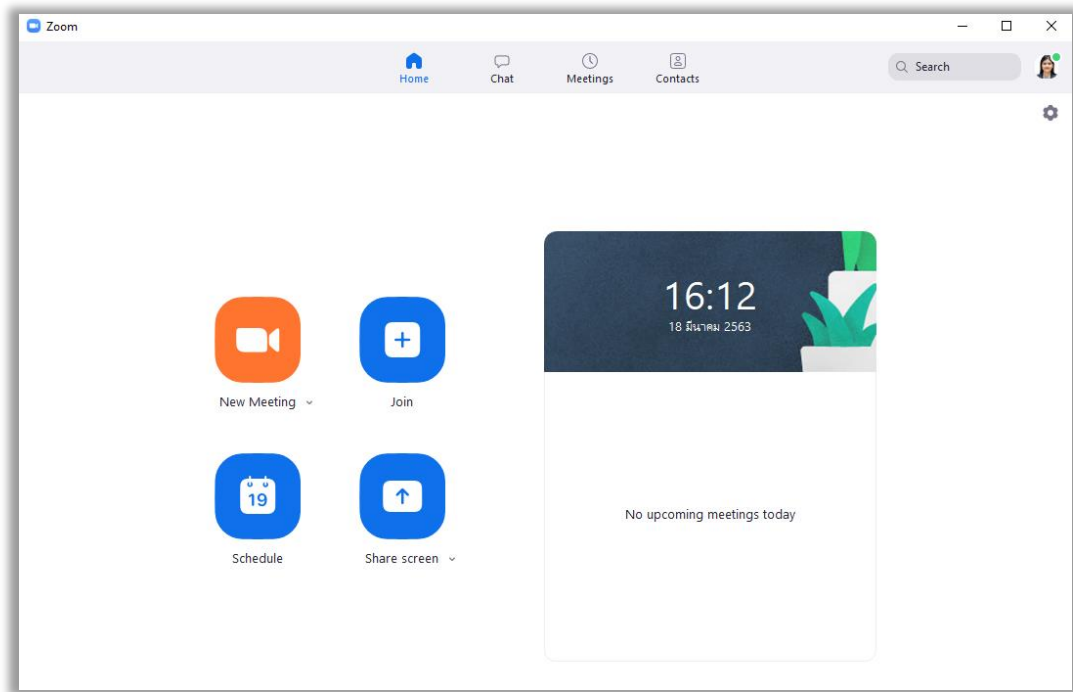 Zoom
Home
Chat
Meetings
Contacts
Search
16:12
18 มีนาคม 2563
New Meeting
Join
19
Schedule
Share screen
No upcoming meetings today